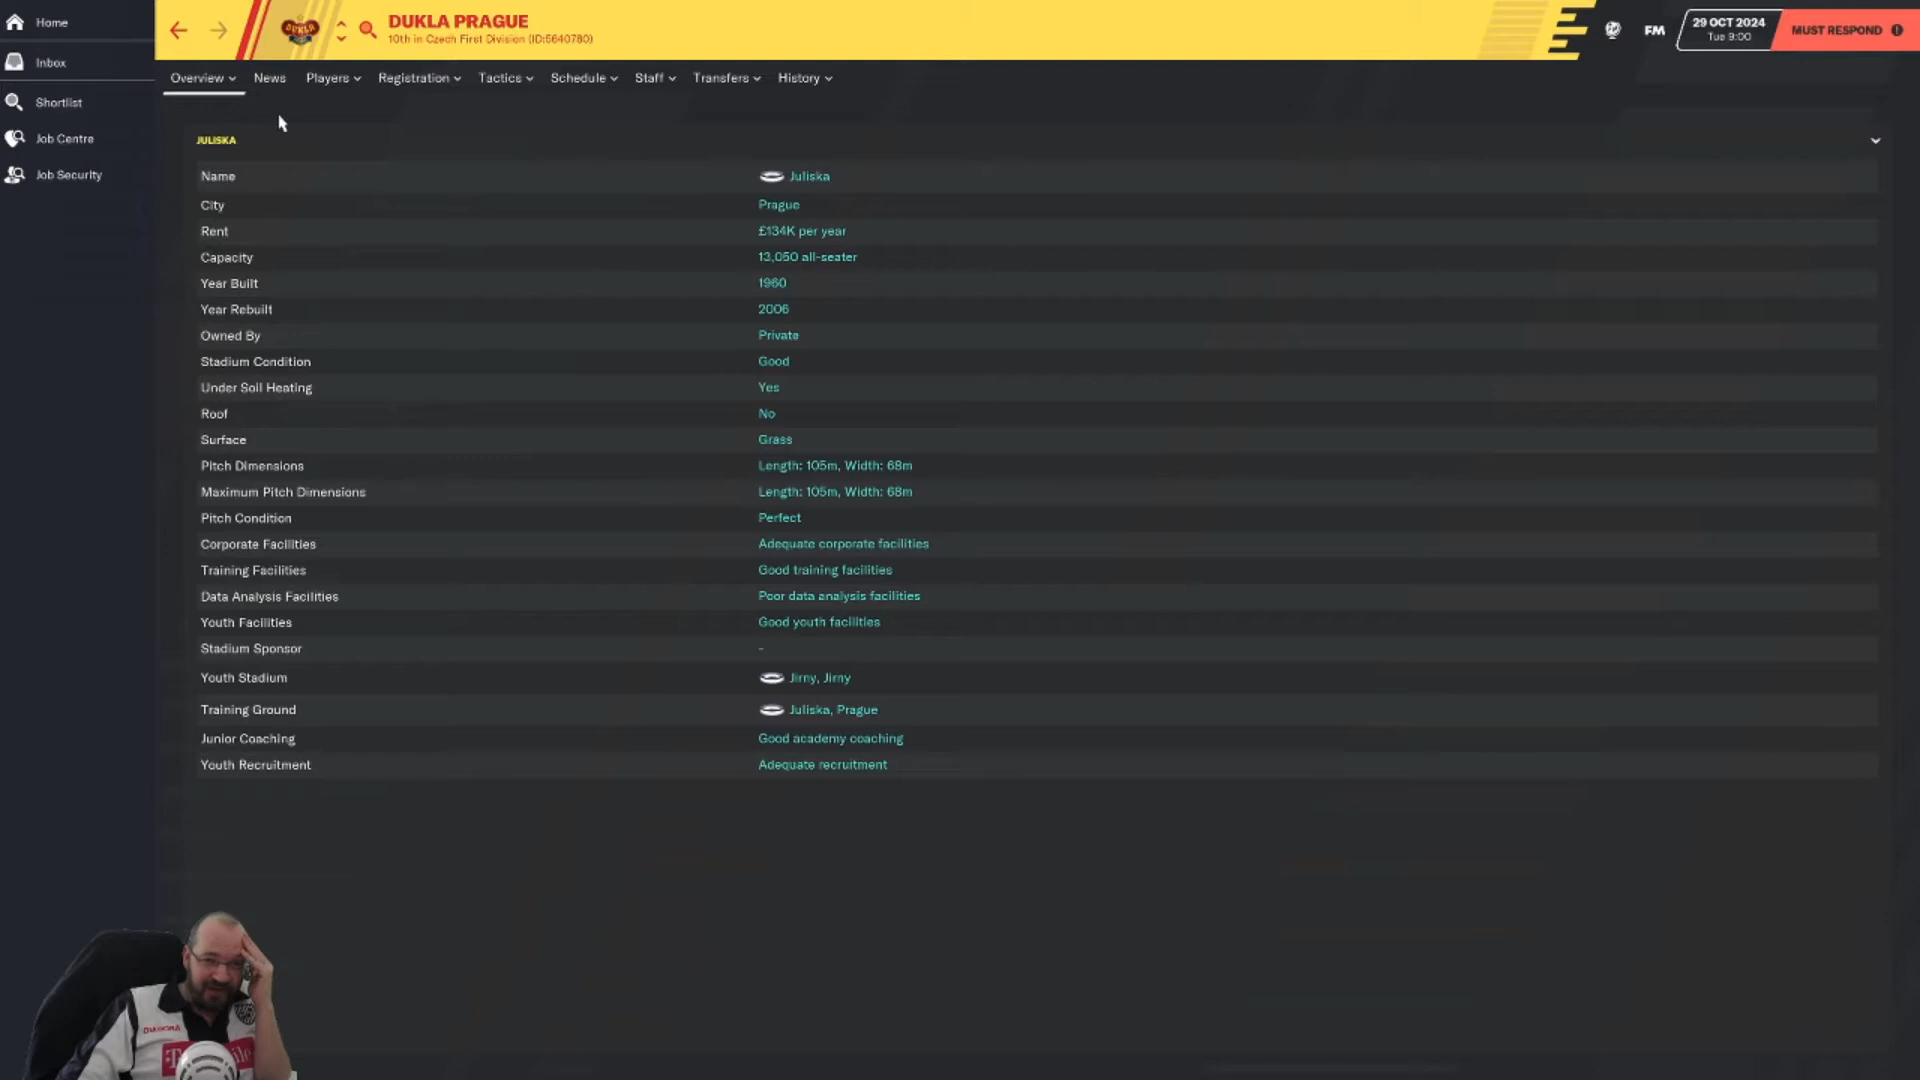 Home
Inbox
Shortlist
Job Centre
Job Security
DUKLA
DUKLA PRAGUE
10th in Czech First Division (ID:5640780)
FM
29 OCT 2024
Tue 9:00
MUST RESPOND
Overview
News
Players
Registration
Tactics
Schedule
Staff
Transfers
History
JULISKA
Name Juliska
City Prague
Rent £134K per year
Capacity 13,050 all-seater
Year Built 1960
Year Rebuilt 2006
Owned By Private
Stadium Condition Good
Under Soil Heating Yes
Roof No
Surface Grass
Pitch Dimensions Length: 105m, Width: 68m
Maximum Pitch Dimensions Length: 105m, Width: 68m
Pitch Condition Perfect
Corporate Facilities Adequate corporate facilities
Training Facilities Good training facilities
Data Analysis Facilities Poor data analysis facilities
Youth Facilities Good youth facilities
Stadium Sponsor -
Youth Stadium Jirny, Jirny
Training Ground Juliska, Prague
Junior Coaching Good academy coaching
Youth Recruitment Adequate recruitment
DIADORA